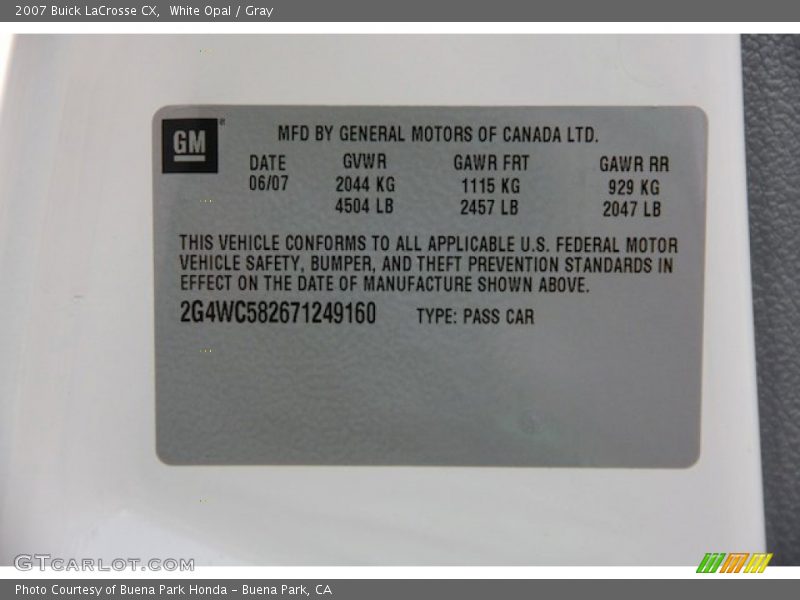 2007 Buick LaCrosse CX, White Opal / Gray
GM
MFD BY GENERAL MOTORS OF CANADA LTD.
DATE GVWR GAWR FRT GAWR RR
06/07 2044 KG 1115 KG 929 KG
4504 LB 2457 LB 2047 LB
THIS VEHICLE CONFORMS TO ALL APPLICABLE U.S. FEDERAL MOTOR
VEHICLE SAFETY, BUMPER, AND THEFT PREVENTION STANDARDS IN
EFFECT ON THE DATE OF MANUFACTURE SHOWN ABOVE.
2G4WC582671249160 TYPE: PASS CAR
GTCARLOT.COM
Photo Courtesy of Buena Park Honda - Buena Park, CA